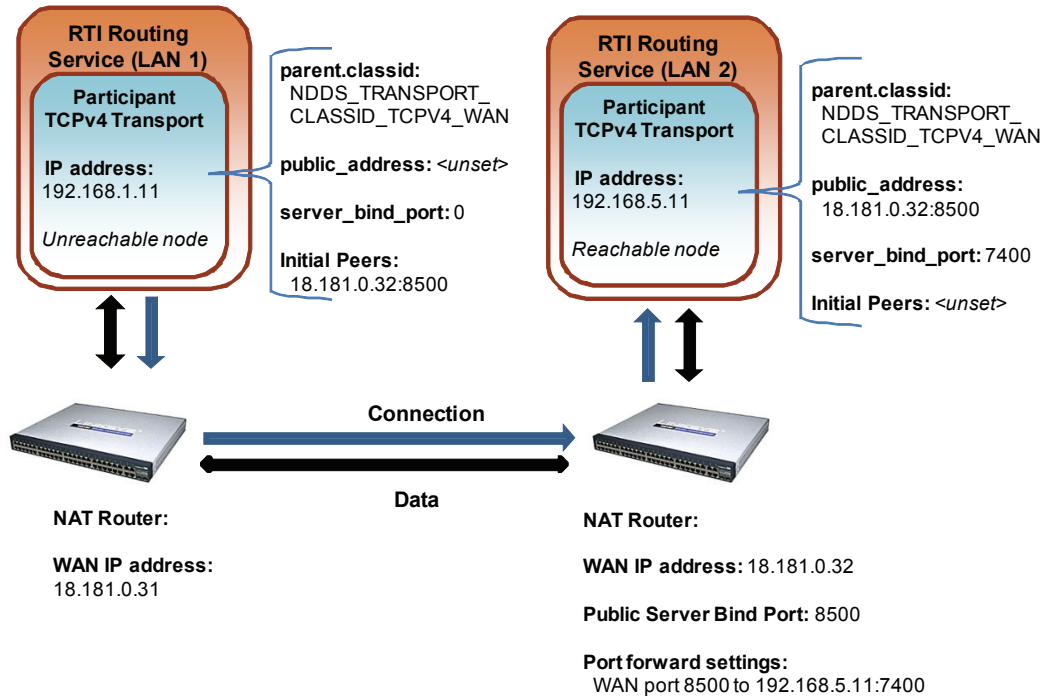 RTI Routing
Service (LAN 1)
Participant
TCPv4 Transport
IP address:
192.168.1.11
Unreachable node
parent.classid:
NDDS_TRANSPORT_
CLASSID_TCPV4_WAN
public_address: <unset>
server_bind_port: 0
Initial Peers:
18.181.0.32:8500
RTI Routing
Service (LAN 2)
Participant
TCPv4 Transport
IP address:
192.168.5.11
Reachable node
parent.classid:
NDDS_TRANSPORT_
CLASSID_TCPV4_WAN
public_address:
18.181.0.32:8500
server_bind_port: 7400
Initial Peers: <unset>
Connection
Data
NAT Router:
WAN IP address:
18.181.0.31
NAT Router:
WAN IP address: 18.181.0.32
Public Server Bind Port: 8500
Port forward settings:
WAN port 8500 to 192.168.5.11:7400